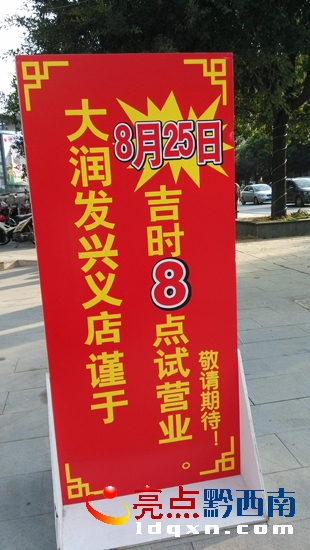 大润发兴义店谨于
8月25日
吉时8点试营业。
敬请期待！
亮点黔西南
ldqxn.com